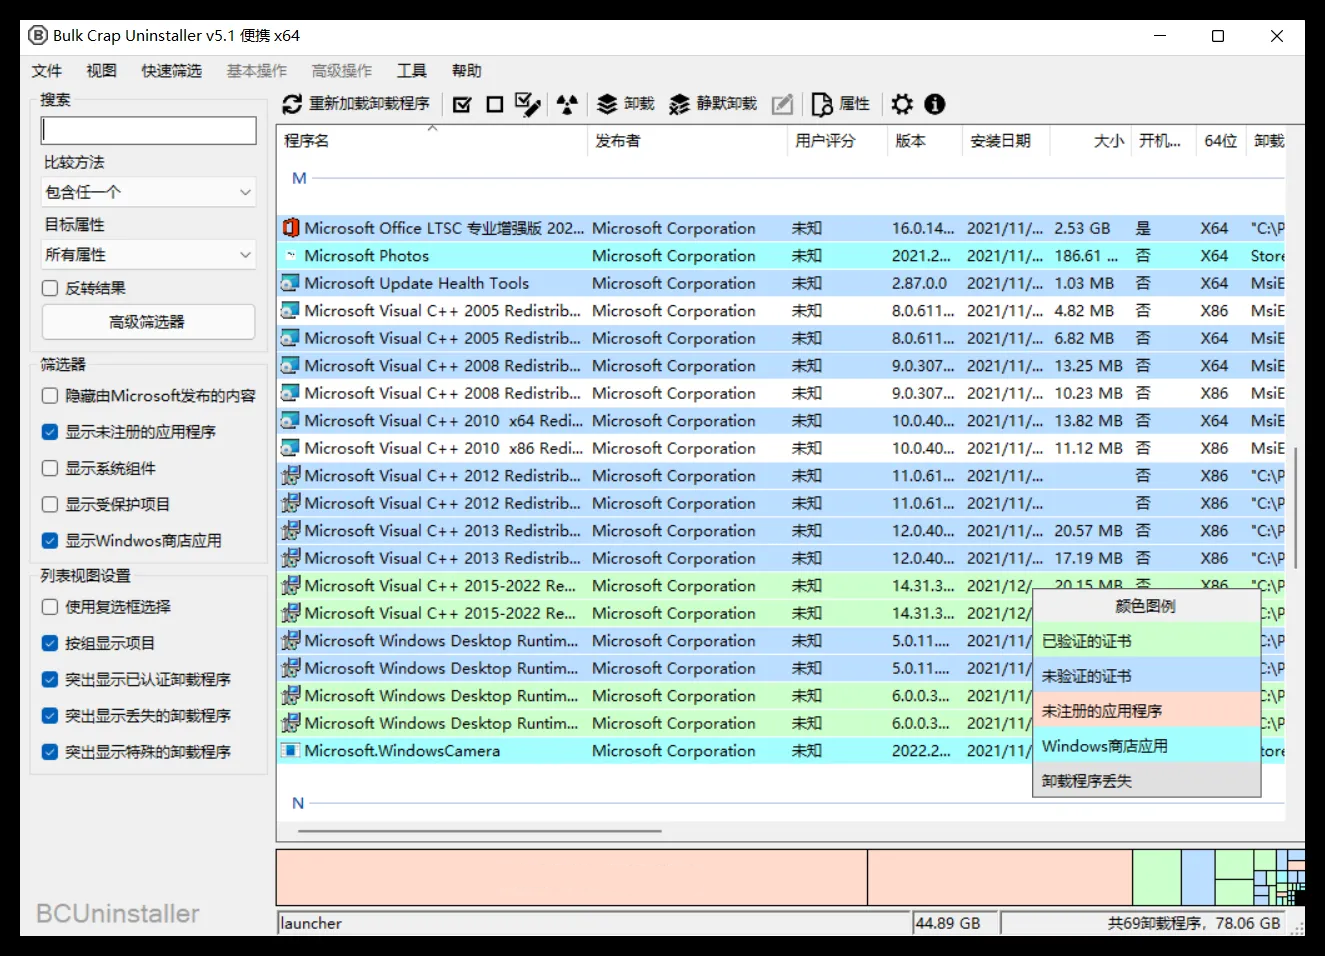 Bulk Crap Uninstaller v5.1 便携 x64
文件 视图 快速筛选 基本操作 高级操作 工具 帮助
搜索
比较方法
包含任一个
目标属性
所有属性
反转结果
高级筛选器
筛选器
隐藏由Microsoft发布的内容
显示未注册的应用程序
显示系统组件
显示受保护项目
显示Windwos商店应用
列表视图设置
使用复选框选择
按组显示项目
突出显示已认证卸载程序
突出显示丢失的卸载程序
突出显示特殊的卸载程序
BCUninstaller
重新加载卸载程序 卸载 静默卸载 属性
程序名 发布者 用户评分 版本 安装日期 大小 开机... 64位 卸载
M
Microsoft Office LTSC 专业增强版 202... Microsoft Corporation 未知 16.0.14... 2021/11/... 2.53 GB 是 X64 "C:\P
Microsoft Photos Microsoft Corporation 未知 2021.2... 2021/11/... 186.61 ... 否 X64 Store
Microsoft Update Health Tools Microsoft Corporation 未知 2.87.0.0 2021/11/... 1.03 MB 否 X64 MsiE
Microsoft Visual C++ 2005 Redistrib... Microsoft Corporation 未知 8.0.611... 2021/11/... 4.82 MB 否 X86 MsiE
Microsoft Visual C++ 2005 Redistrib... Microsoft Corporation 未知 8.0.611... 2021/11/... 6.82 MB 否 X64 MsiE
Microsoft Visual C++ 2008 Redistrib... Microsoft Corporation 未知 9.0.307... 2021/11/... 13.25 MB 否 X64 MsiE
Microsoft Visual C++ 2008 Redistrib... Microsoft Corporation 未知 9.0.307... 2021/11/... 10.23 MB 否 X86 MsiE
Microsoft Visual C++ 2010 x64 Redi... Microsoft Corporation 未知 10.0.40... 2021/11/... 13.82 MB 否 X64 MsiE
Microsoft Visual C++ 2010 x86 Redi... Microsoft Corporation 未知 10.0.40... 2021/11/... 11.12 MB 否 X86 MsiE
Microsoft Visual C++ 2012 Redistrib... Microsoft Corporation 未知 11.0.61... 2021/11/... 否 X86 "C:\P
Microsoft Visual C++ 2012 Redistrib... Microsoft Corporation 未知 11.0.61... 2021/11/... 否 X86 "C:\P
Microsoft Visual C++ 2013 Redistrib... Microsoft Corporation 未知 12.0.40... 2021/11/... 20.57 MB 否 X86 "C:\P
Microsoft Visual C++ 2013 Redistrib... Microsoft Corporation 未知 12.0.40... 2021/11/... 17.19 MB 否 X86 "C:\P
Microsoft Visual C++ 2015-2022 Re... Microsoft Corporation 未知 14.31.3... 2021/12/... 20.15 MB 否 X86 "C:\P
Microsoft Visual C++ 2015-2022 Re... Microsoft Corporation 未知 14.31.3... 2021/12/ C:\P
Microsoft Windows Desktop Runtim... Microsoft Corporation 未知 5.0.11.... 2021/11/ C:\P
Microsoft Windows Desktop Runtim... Microsoft Corporation 未知 5.0.11.... 2021/11/ C:\P
Microsoft Windows Desktop Runtim... Microsoft Corporation 未知 6.0.0.3... 2021/11/ C:\P
Microsoft Windows Desktop Runtim... Microsoft Corporation 未知 6.0.0.3... 2021/11/ C:\P
Microsoft.WindowsCamera Microsoft Corporation 未知 2022.2... 2021/11/ tore
N
颜色图例
已验证的证书
未验证的证书
未注册的应用程序
Windows商店应用
卸载程序丢失
launcher 44.89 GB 共69卸载程序，78.06 GB